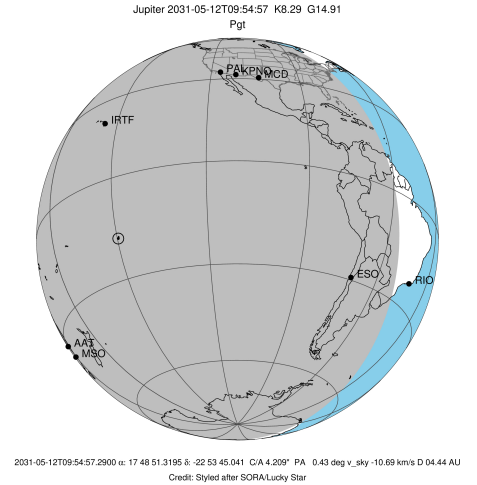 Jupiter 2031-05-12T09:54:57 K8.29 G14.91
Pgt
PAL
KPNO
MCD
IRTF
ESO
RIO
AAT
MSO
2031-05-12T09:54:57.2900 α: 17 48 51.3195 δ: -22 53 45.041 C/A 4.209" PA 0.43 deg v_sky -10.69 km/s D 04.44 AU
Credit: Styled after SORA/Lucky Star